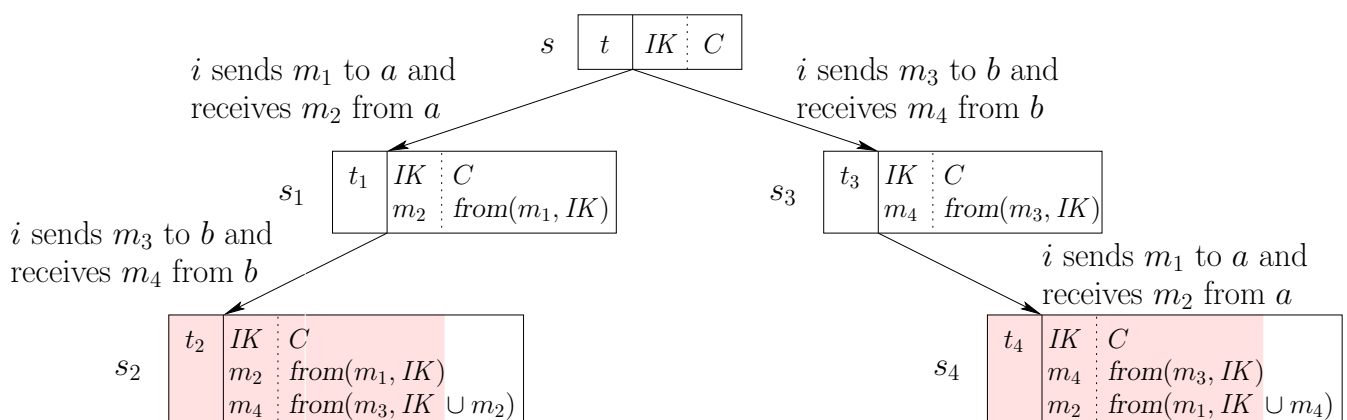 s t IK C
i sends m₁ to a and
receives m₂ from a
i sends m₃ to b and
receives m₄ from b
s₁ t₁ IK C
m₂ from(m₁, IK)
s₃ t₃ IK C
m₄ from(m₃, IK)
i sends m₃ to b and
receives m₄ from b
i sends m₁ to a and
receives m₂ from a
s₂ t₂ IK C
m₂ from(m₁, IK)
m₄ from(m₃, IK ∪ m₂)
s₄ t₄ IK C
m₄ from(m₃, IK)
m₂ from(m₁, IK ∪ m₄)